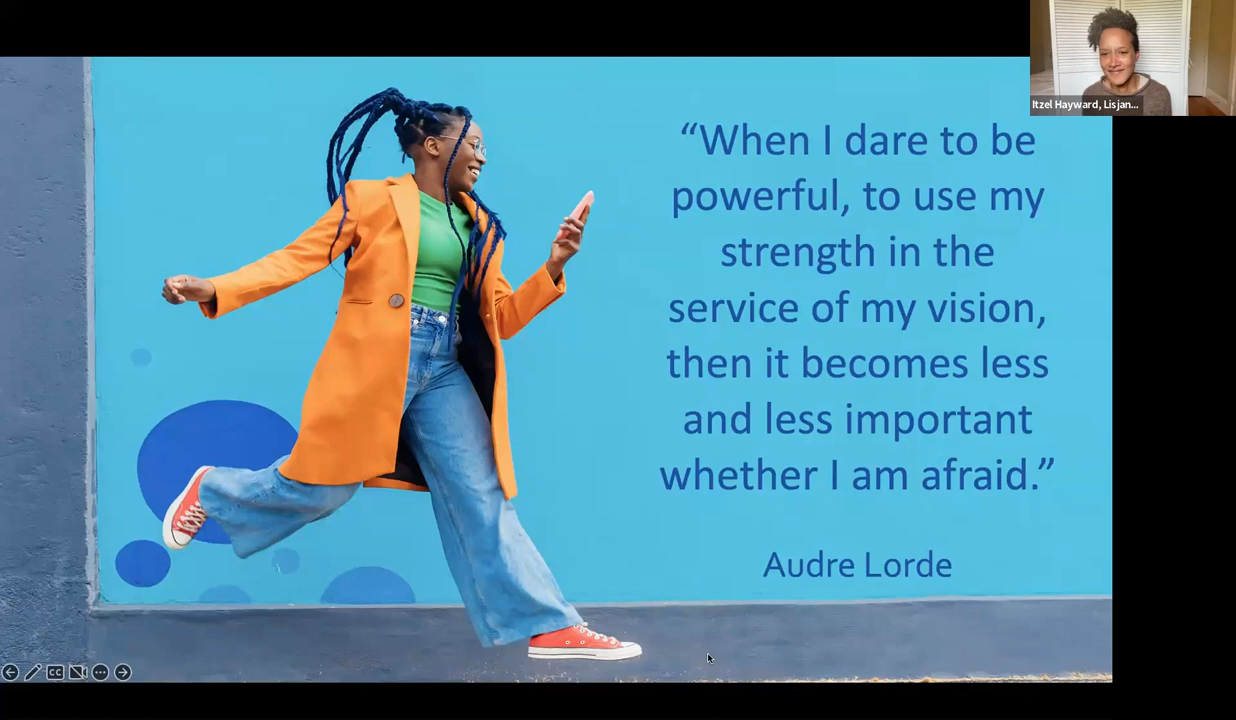 Itzel Hayward, Lisjan...
“When I dare to be
powerful, to use my
strength in the
service of my vision,
then it becomes less
and less important
whether I am afraid.”
Audre Lorde
CC